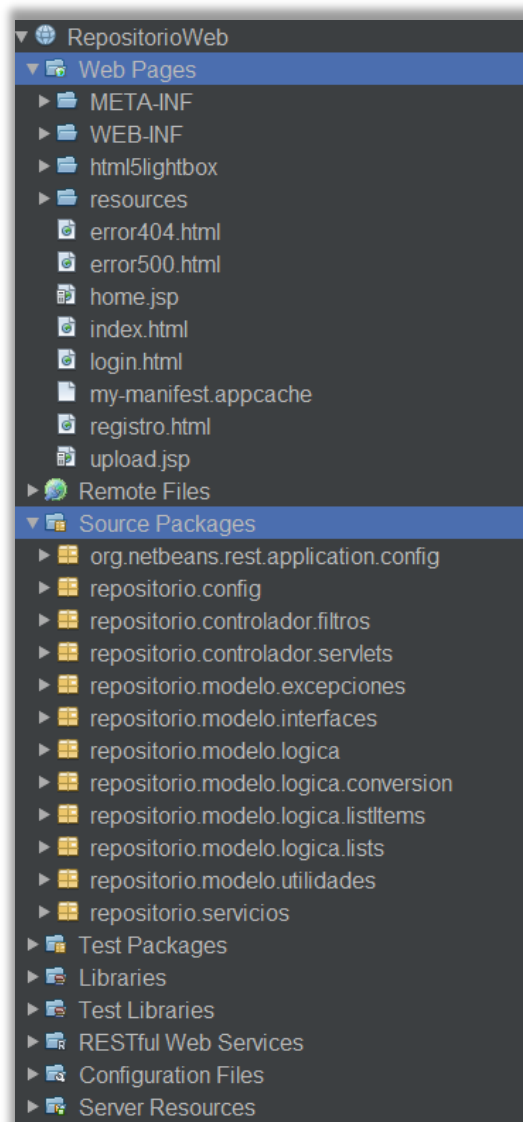 RepositorioWeb
Web Pages
META-INF
WEB-INF
html5lightbox
resources
error404.html
error500.html
home.jsp
index.html
login.html
my-manifest.appcache
registro.html
upload.jsp
Remote Files
Source Packages
org.netbeans.rest.application.config
repositorio.config
repositorio.controlador.filtros
repositorio.controlador.servlets
repositorio.modelo.excepciones
repositorio.modelo.interfaces
repositorio.modelo.logica
repositorio.modelo.logica.conversion
repositorio.modelo.logica.listItems
repositorio.modelo.logica.lists
repositorio.modelo.utilidades
repositorio.servicios
Test Packages
Libraries
Test Libraries
RESTful Web Services
Configuration Files
Server Resources